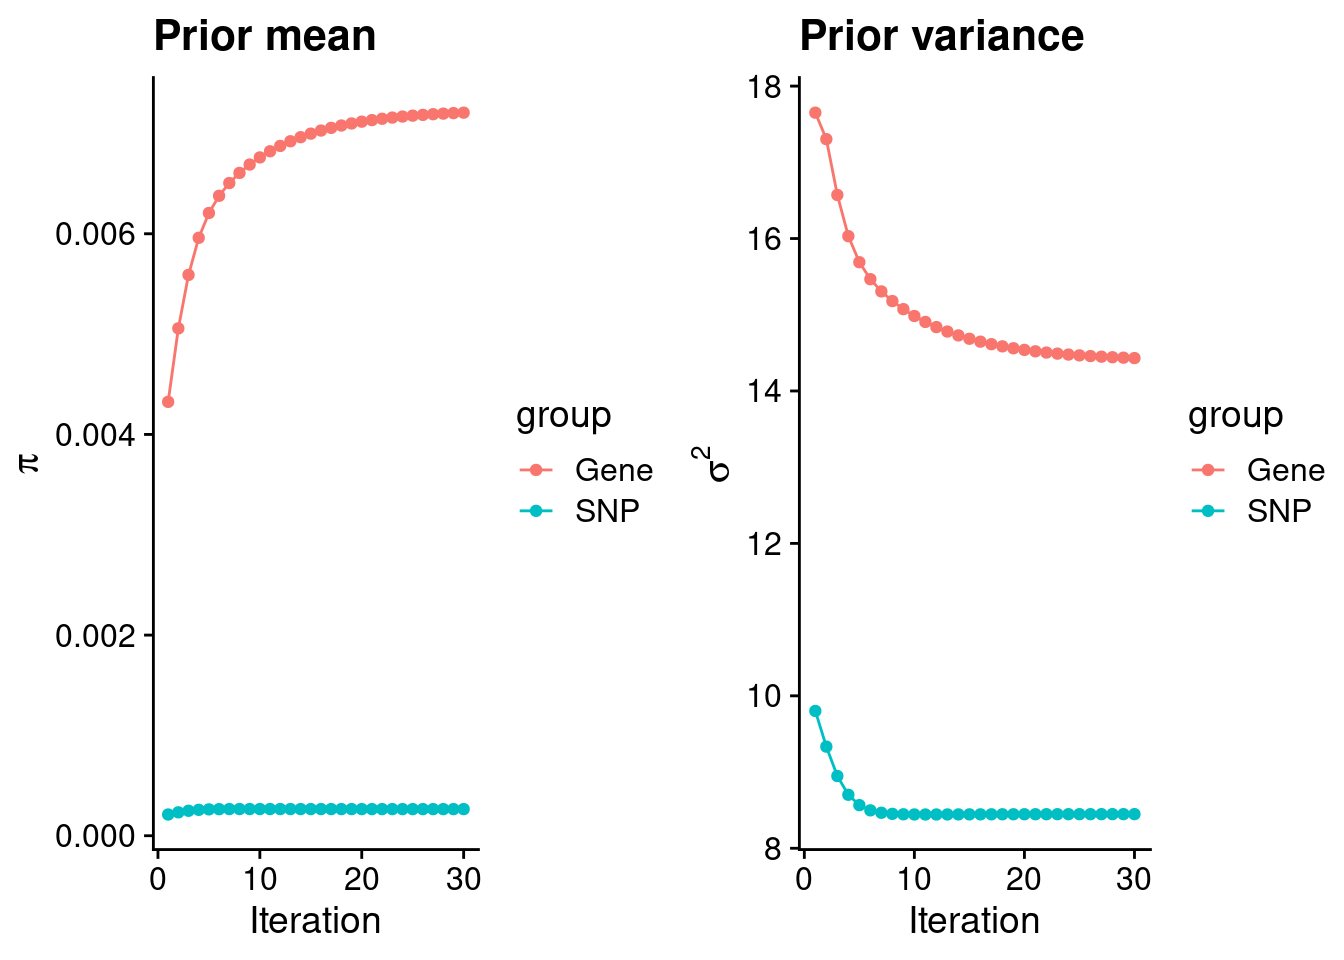 Prior mean
π
0.006
0.004
0.002
0.000
0 10 20 30
Iteration
group
Gene
SNP
Prior variance
σ²
18
16
14
12
10
8
0 10 20 30
Iteration
group
Gene
SNP